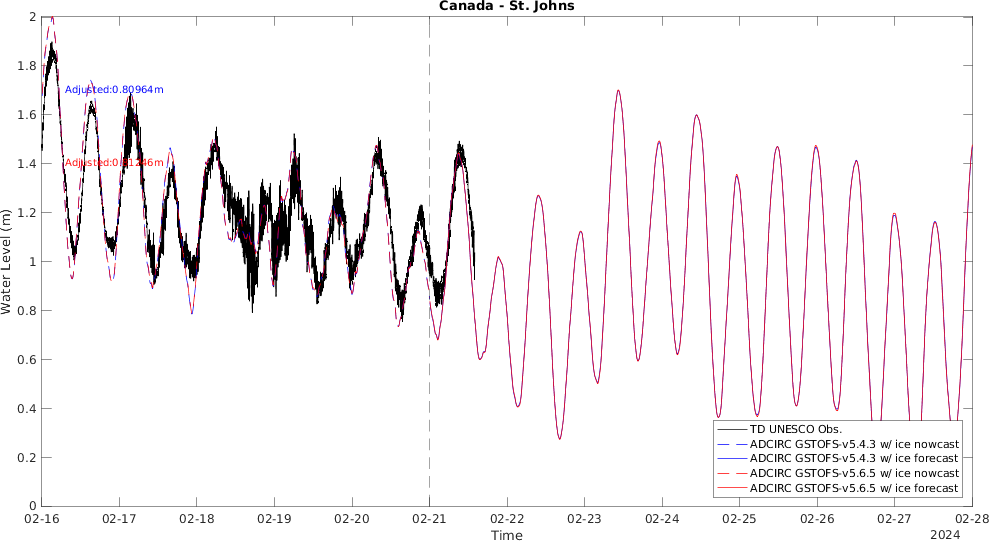 Canada - St. Johns
Water Level (m)
2
1.8
1.6
1.4
1.2
1
0.8
0.6
0.4
0.2
0
Adjusted:0.80964m
TD UNESCO Obs.
ADCIRC GSTOFS-v5.4.3 w/ ice nowcast
ADCIRC GSTOFS-v5.4.3 w/ ice forecast
ADCIRC GSTOFS-v5.6.5 w/ ice nowcast
ADCIRC GSTOFS-v5.6.5 w/ ice forecast
02-16 02-17 02-18 02-19 02-20 02-21 02-22 02-23 02-24 02-25 02-26 02-27 02-28
Time
2024